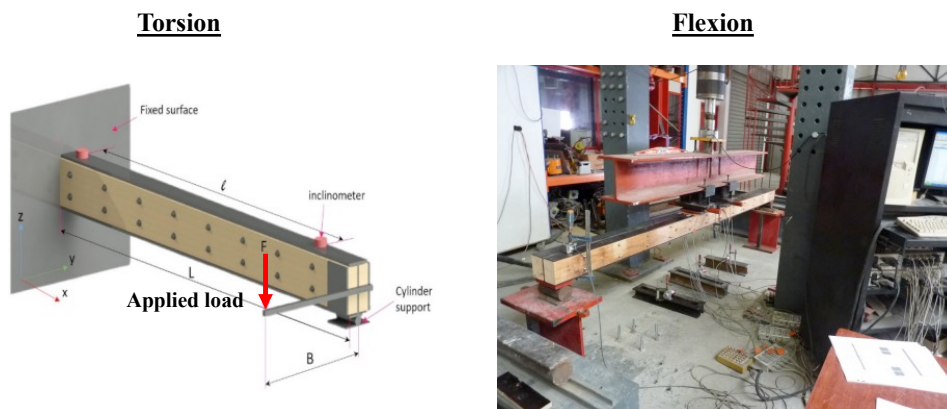 Torsion
Flexion
Fixed surface
ℓ
inclinometer
z
F
y
L
x
Applied load
Cylinder
support
B